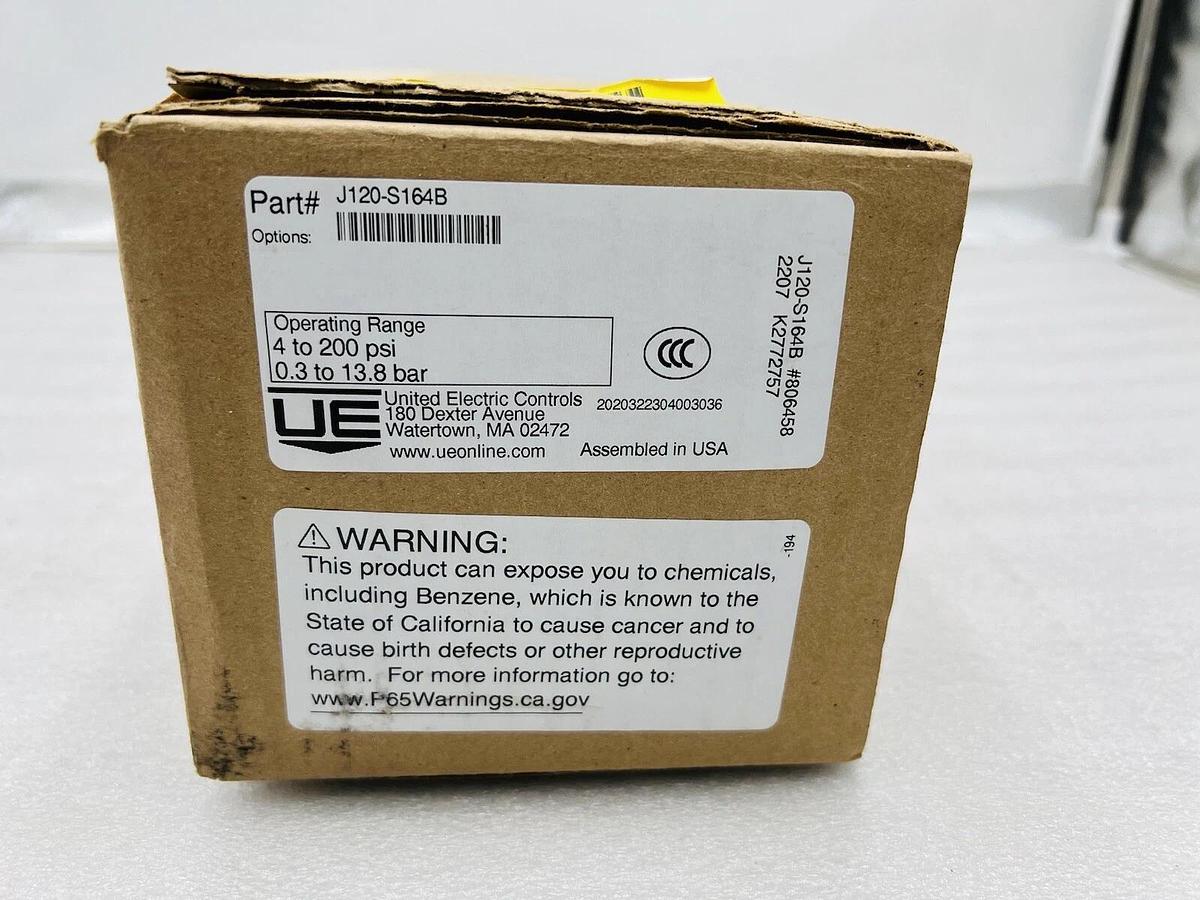 Part# J120-S164B
Options:
Operating Range
4 to 200 psi
0.3 to 13.8 bar
CCC
UE
United Electric Controls
180 Dexter Avenue
Watertown, MA 02472
www.ueonline.com
2020322304003036
Assembled in USA
J120-S164B #806458
2207 K2772757
WARNING:
This product can expose you to chemicals,
including Benzene, which is known to the
State of California to cause cancer and to
cause birth defects or other reproductive
harm. For more information go to:
www.P65Warnings.ca.gov